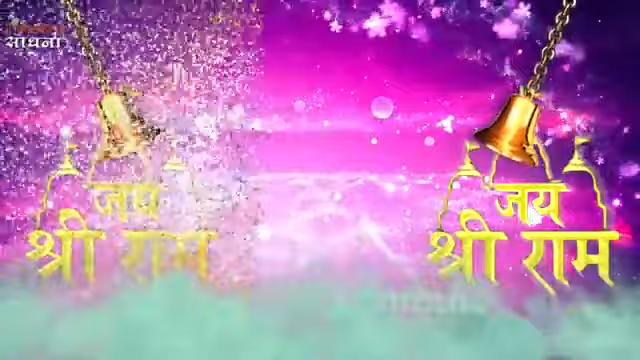 साधना
जय
श्री राम
जय
श्री राम